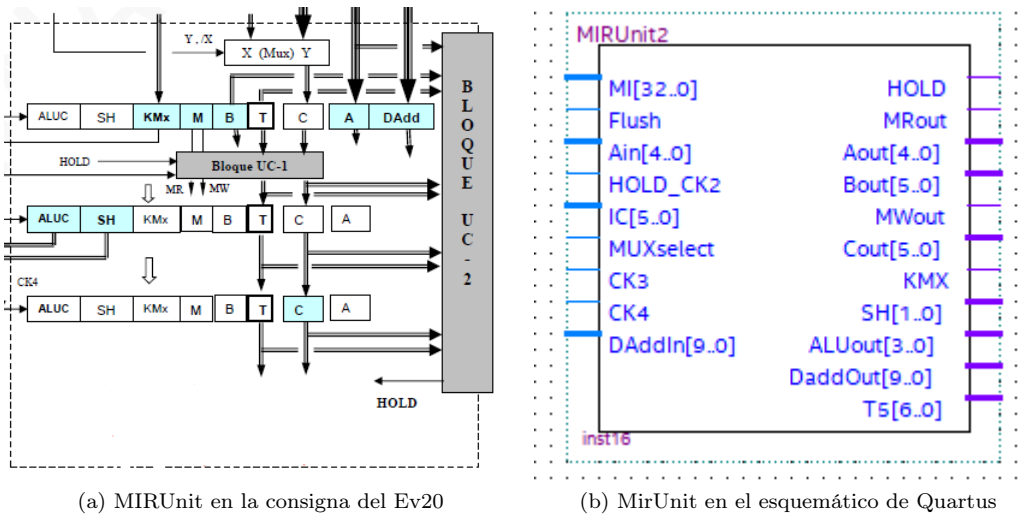 Y , /X
X (Mux) Y
ALUC SH KMx M B T C A DAdd
HOLD
Bloque UC-1
MR MW
ALUC SH KMx M B T C A
CK4
ALUC SH KMx M B T C A
HOLD
B
L
O
Q
U
E
U
C
-
2
(a) MIRUnit en la consigna del Ev20
MIRUnit2
MI[32..0] HOLD
Flush MRout
Ain[4..0] Aout[4..0]
HOLD_CK2 Bout[5..0]
IC[5..0] MWout
MUXselect Cout[5..0]
CK3 KMX
CK4 SH[1..0]
DAddIn[9..0] ALUout[3..0]
DaddOut[9..0]
T5[6..0]
inst16
(b) MirUnit en el esquemático de Quartus